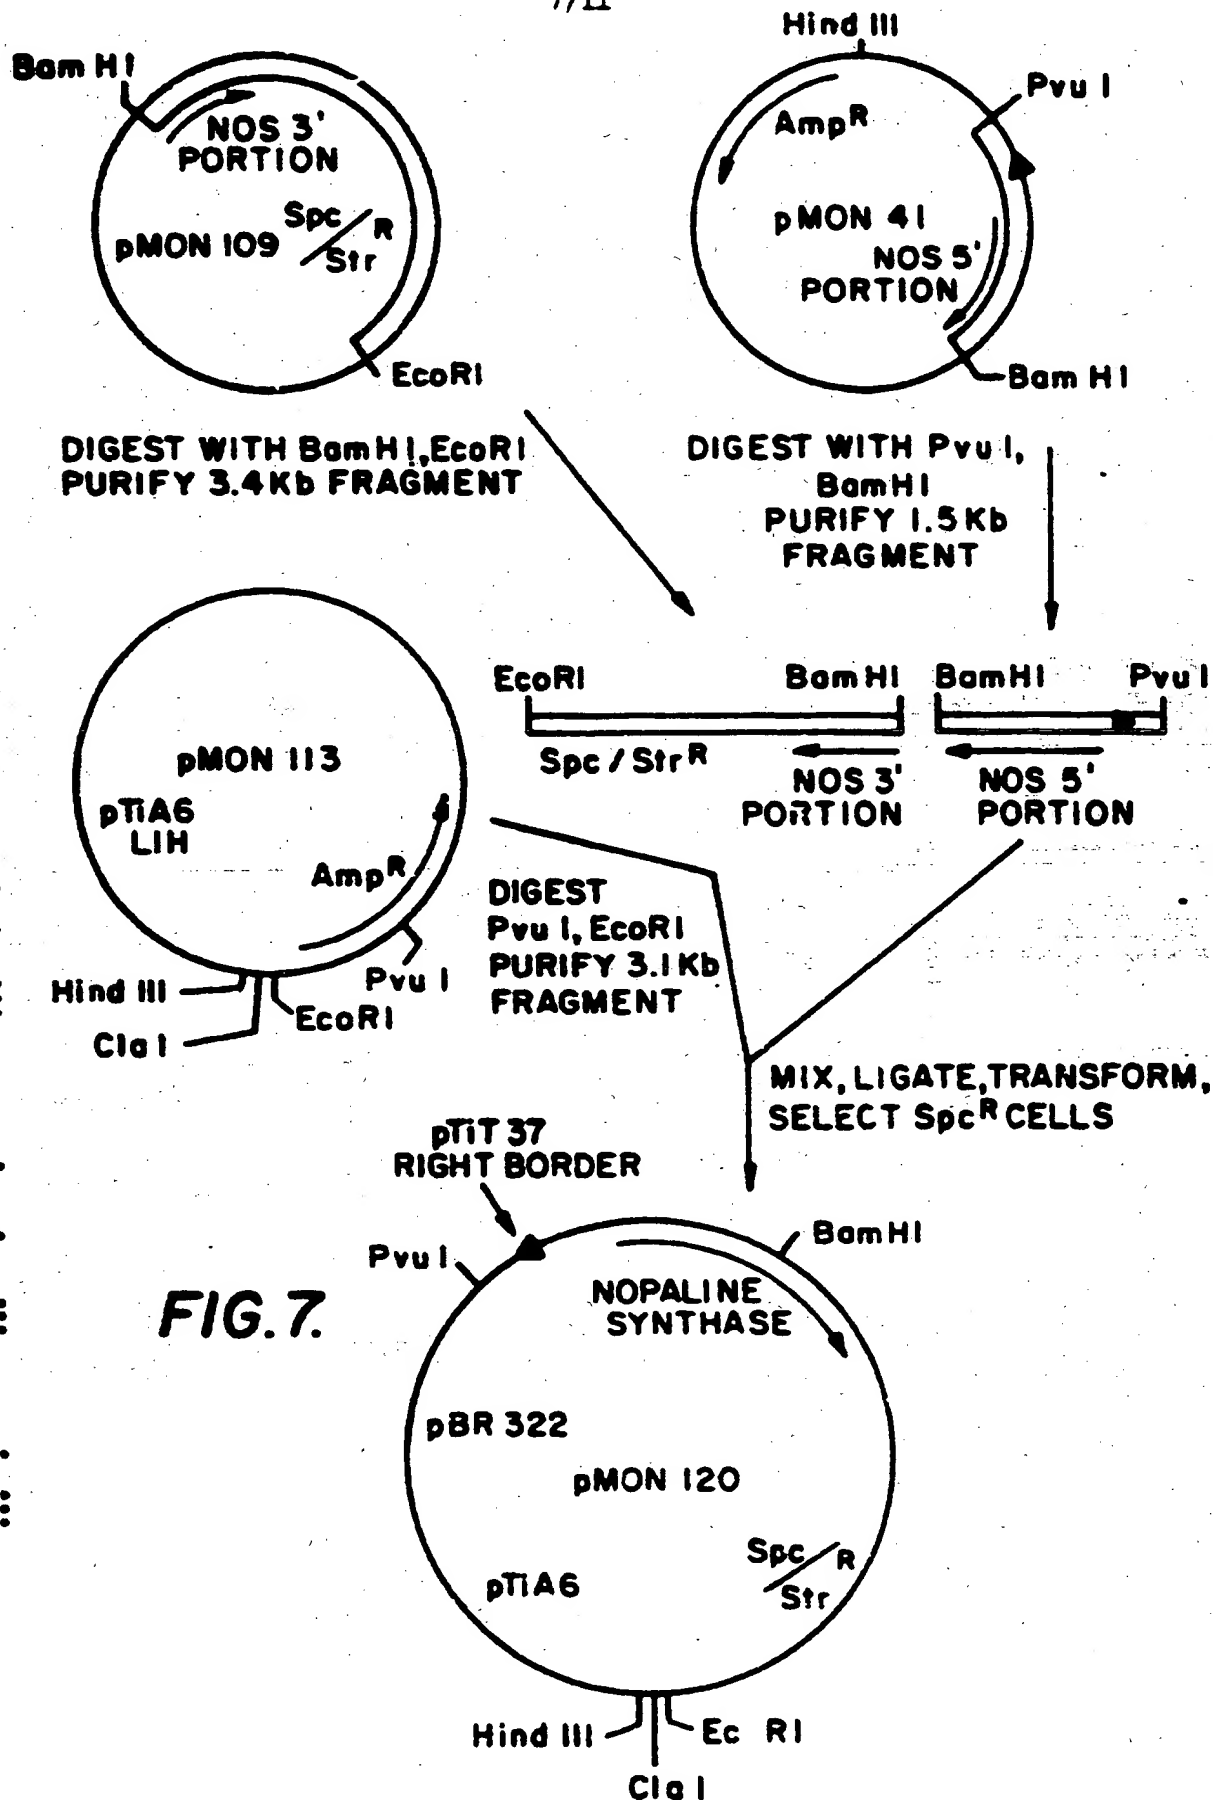 7/11
Bam HI
NOS 3'
PORTION
pMON 109
Spc/Str R
EcoRI
Hind III
Pvu I
AmpR
pMON 41
NOS 5'
PORTION
Bam HI
DIGEST WITH BamHI, EcoRI
PURIFY 3.4Kb FRAGMENT
DIGEST WITH Pvu I,
BamHI
PURIFY 1.5Kb
FRAGMENT
pMON 113
pTiA6
LIH
AmpR
Hind III
Cla I
EcoRI
Pvu I
EcoRI
BamHI
BamHI
Pvu I
Spc / StrR
NOS 3'
PORTION
NOS 5'
PORTION
DIGEST
Pvu I, EcoRI
PURIFY 3.1Kb
FRAGMENT
MIX, LIGATE, TRANSFORM,
SELECT SpcR CELLS
pTiT 37
RIGHT BORDER
Pvu I
BamHI
NOPALINE
SYNTHASE
FIG. 7.
pBR 322
pMON 120
Spc/Str R
pTiA6
Hind III
Ec RI
Cla I